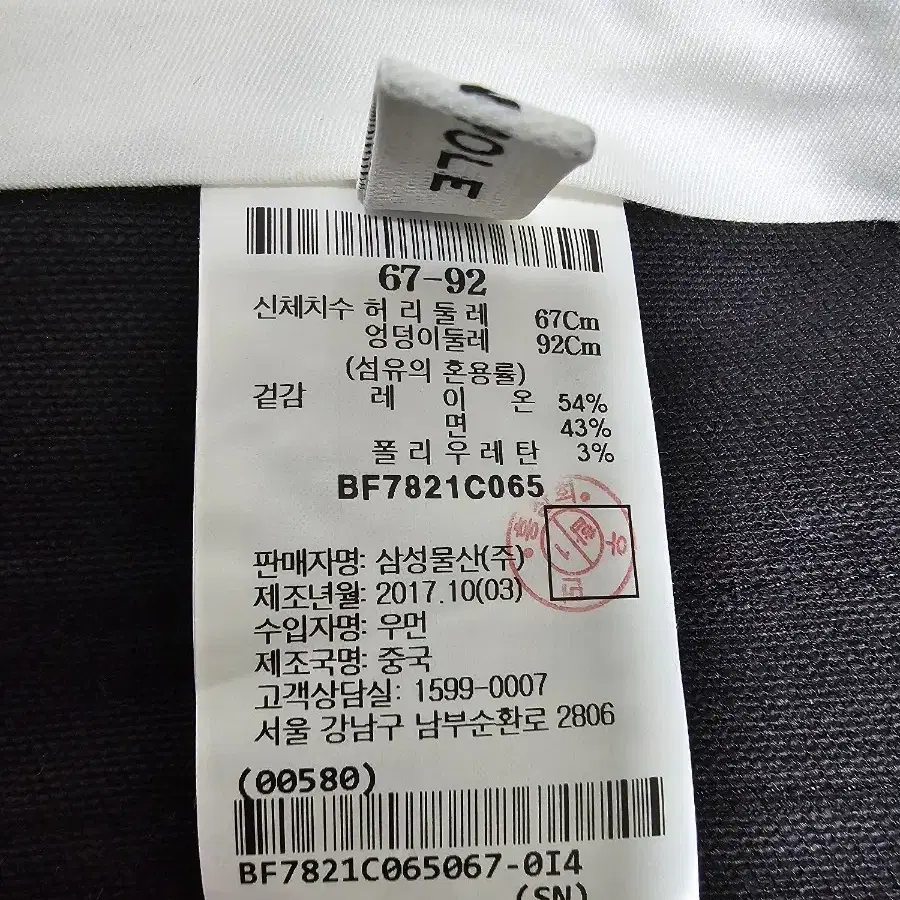 OLE
67-92
신체치수 허 리 둘 레 67Cm
엉덩이둘레 92Cm
(섬유의 혼용률)
겉감 레 이 온 54%
면 43%
폴 리 우 레 탄 3%
BF7821C065
판매자명: 삼성물산(주)
제조년월: 2017.10(03)
수입자명: 우먼
제조국명: 중국
고객상담실: 1599-0007
서울 강남구 남부순환로 2806
(00580)
BF7821C065067-0I4
(SN)